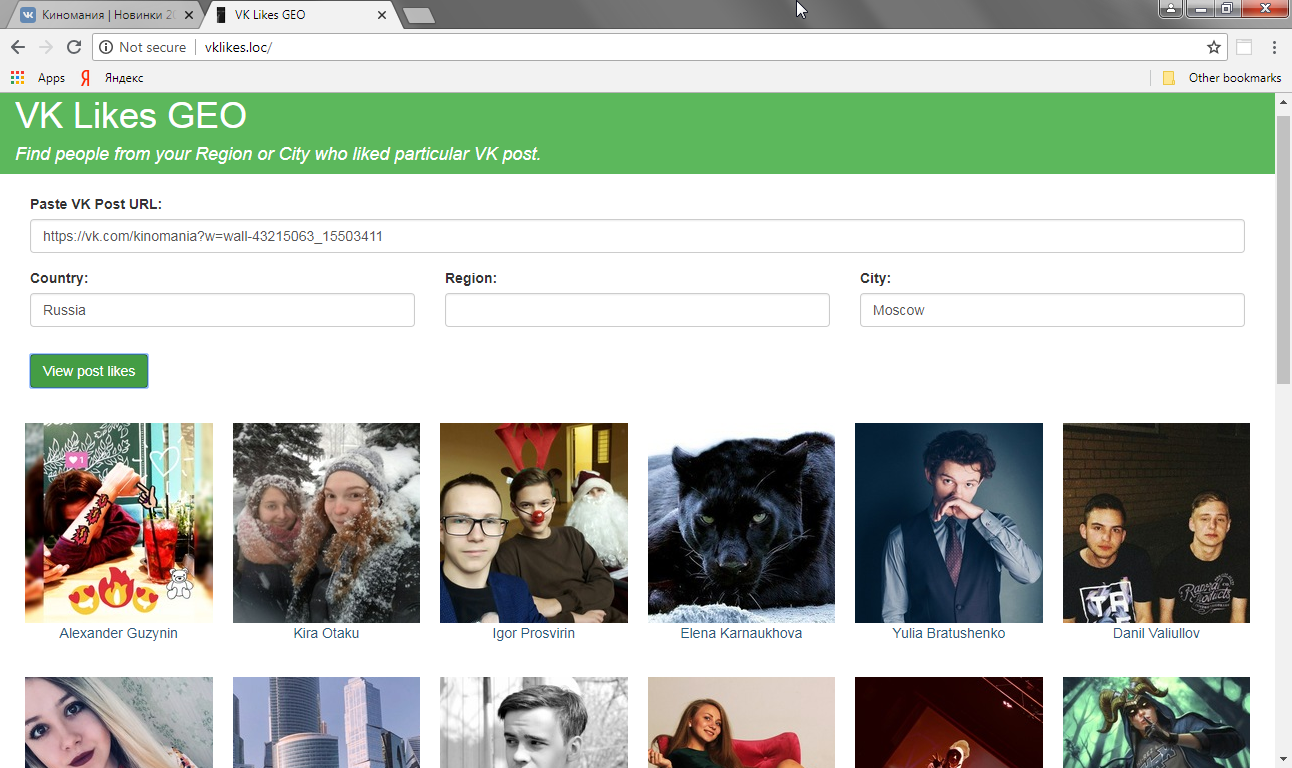 Киномания | Новинки 20
VK Likes GEO
Not secure
vklikes.loc/
Apps
Яндекс
Other bookmarks
VK Likes GEO
Find people from your Region or City who liked particular VK post.
Paste VK Post URL:
https://vk.com/kinomania?w=wall-43215063_15503411
Country:
Region:
City:
Russia
Moscow
View post likes
1
Alexander Guzynin
Kira Otaku
Igor Prosvirin
Elena Karnaukhova
Yulia Bratushenko
Danil Valiullov